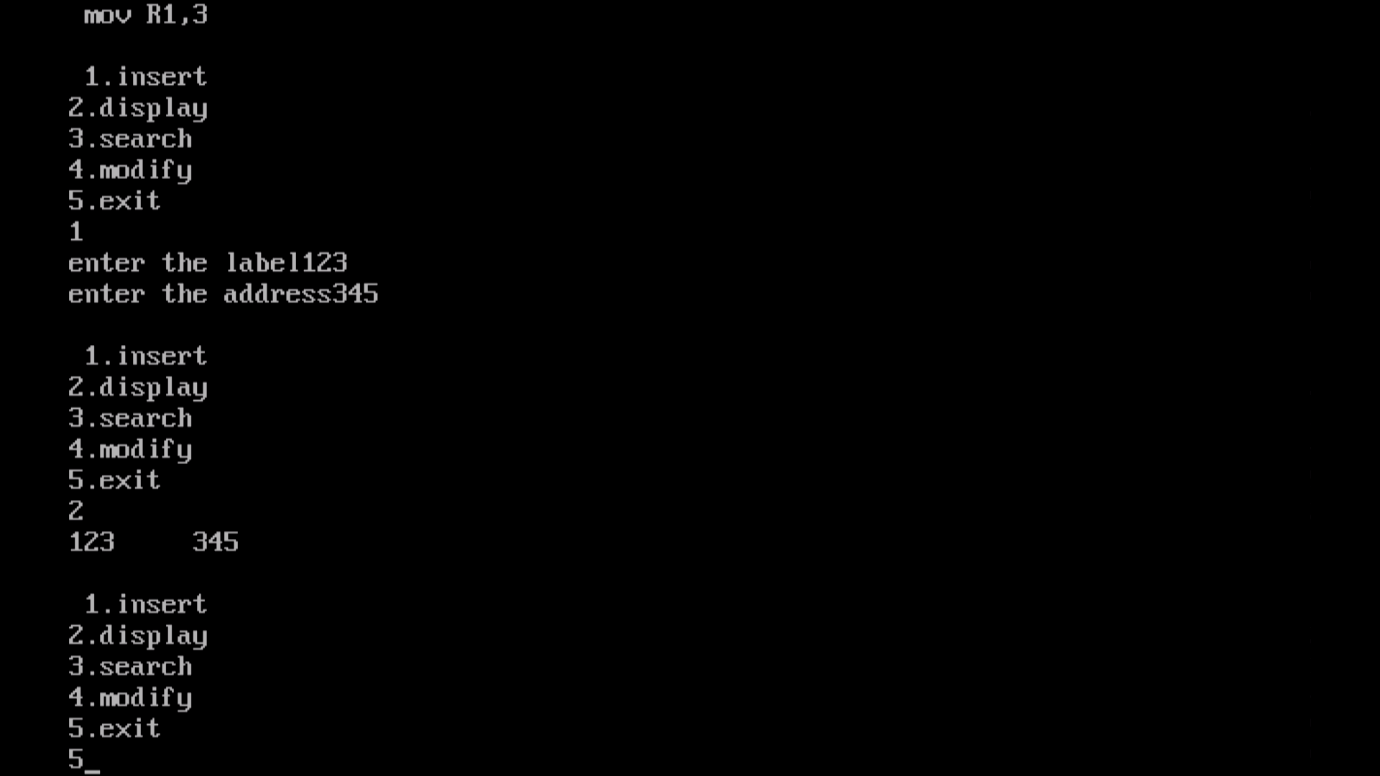 mov R1,3
1.insert
2.display
3.search
4.modify
5.exit
1
enter the label123
enter the address345
1.insert
2.display
3.search
4.modify
5.exit
2
123     345
1.insert
2.display
3.search
4.modify
5.exit
5_